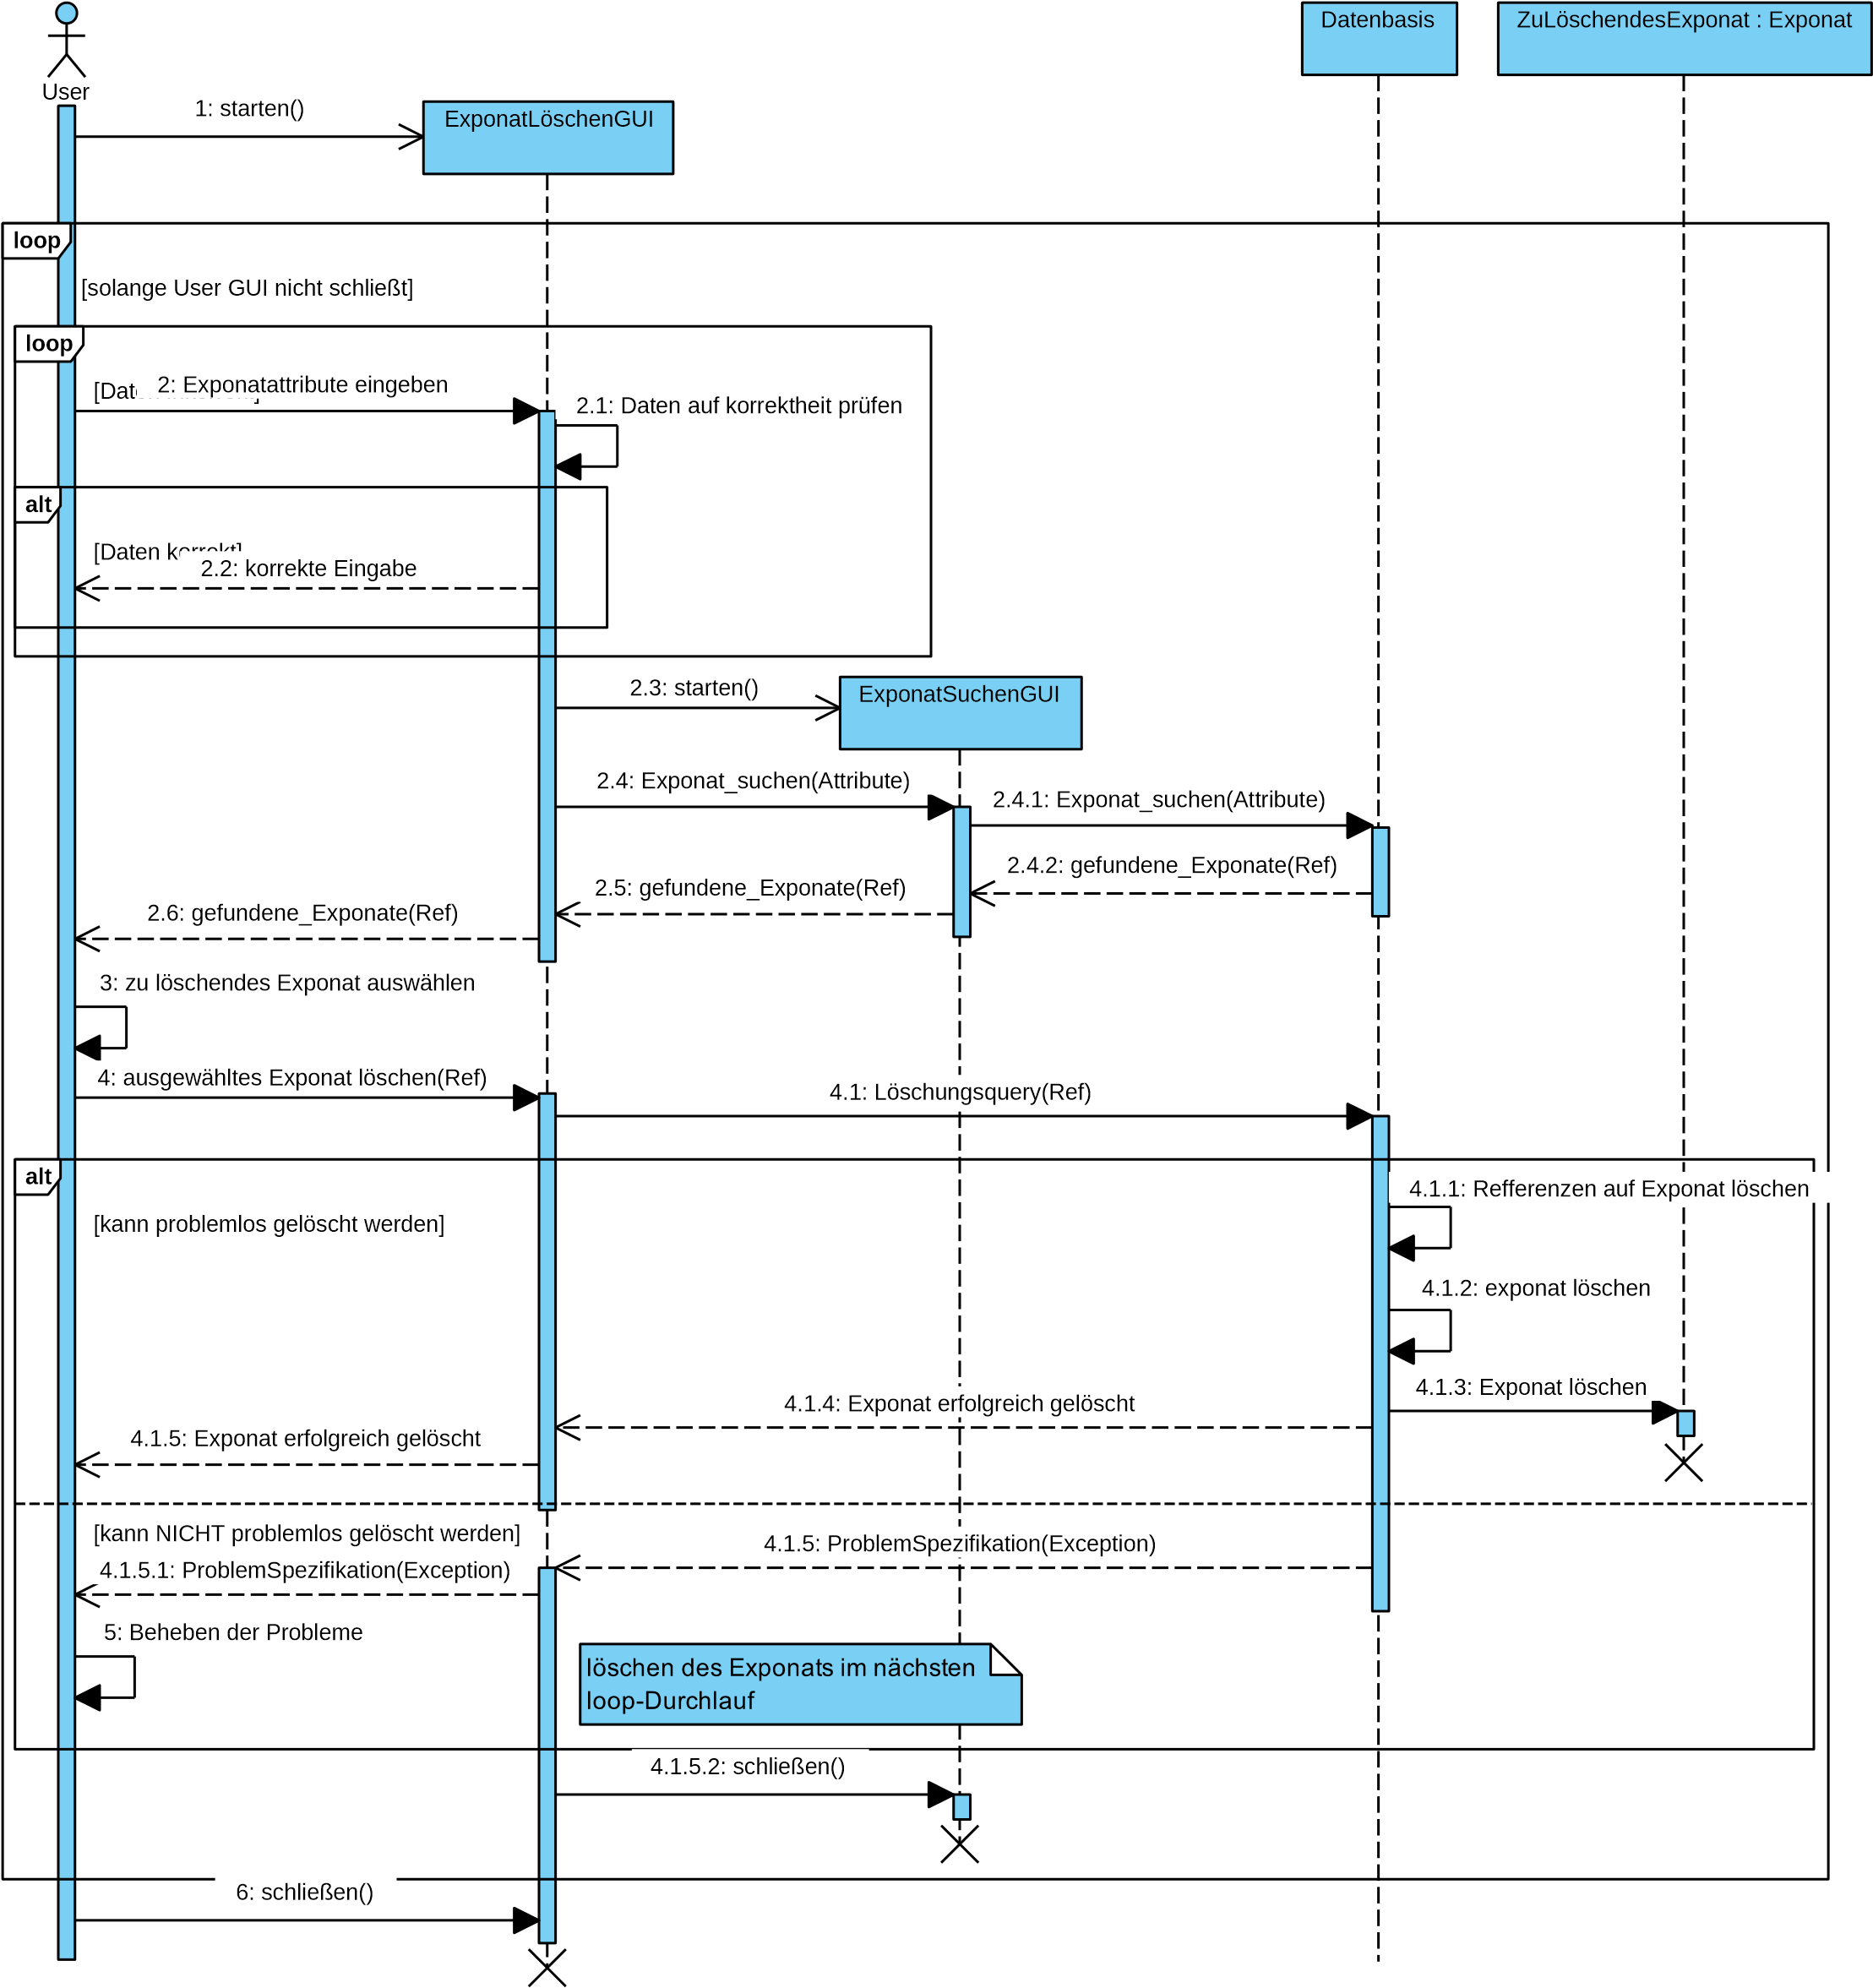 Datenbasis
ZuLöschendesExponat : Exponat
User
1: starten()
ExponatLöschenGUI
loop
[solange User GUI nicht schließt]
loop
2: Exponatattribute eingeben
2.1: Daten auf korrektheit prüfen
alt
[Daten korrekt]
2.2: korrekte Eingabe
2.3: starten()
ExponatSuchenGUI
2.4: Exponat_suchen(Attribute)
2.4.1: Exponat_suchen(Attribute)
2.4.2: gefundene_Exponate(Ref)
2.5: gefundene_Exponate(Ref)
2.6: gefundene_Exponate(Ref)
3: zu löschendes Exponat auswählen
4: ausgewähltes Exponat löschen(Ref)
4.1: Löschungsquery(Ref)
alt
4.1.1: Refferenzen auf Exponat löschen
[kann problemlos gelöscht werden]
4.1.2: exponat löschen
4.1.3: Exponat löschen
4.1.4: Exponat erfolgreich gelöscht
4.1.5: Exponat erfolgreich gelöscht
[kann NICHT problemlos gelöscht werden]
4.1.5: ProblemSpezifikation(Exception)
4.1.5.1: ProblemSpezifikation(Exception)
5: Beheben der Probleme
löschen des Exponats im nächsten
loop-Durchlauf
4.1.5.2: schließen()
6: schließen()